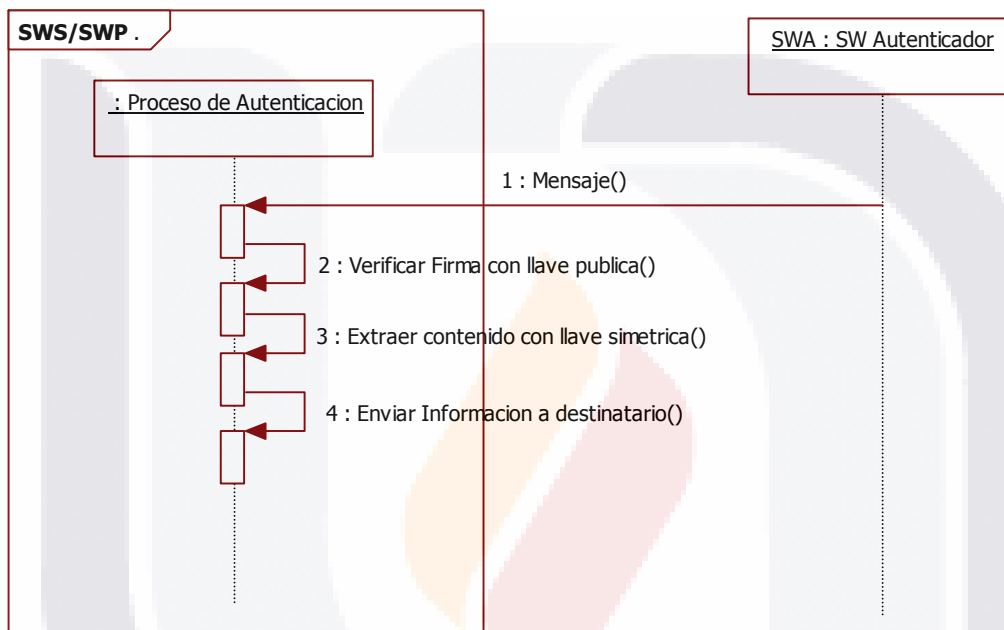 SWS/SWP .
SWA : SW Autenticador
: Proceso de Autenticacion
1 : Mensaje()
2 : Verificar Firma con llave publica()
3 : Extraer contenido con llave simetrica()
4 : Enviar Informacion a destinatario()